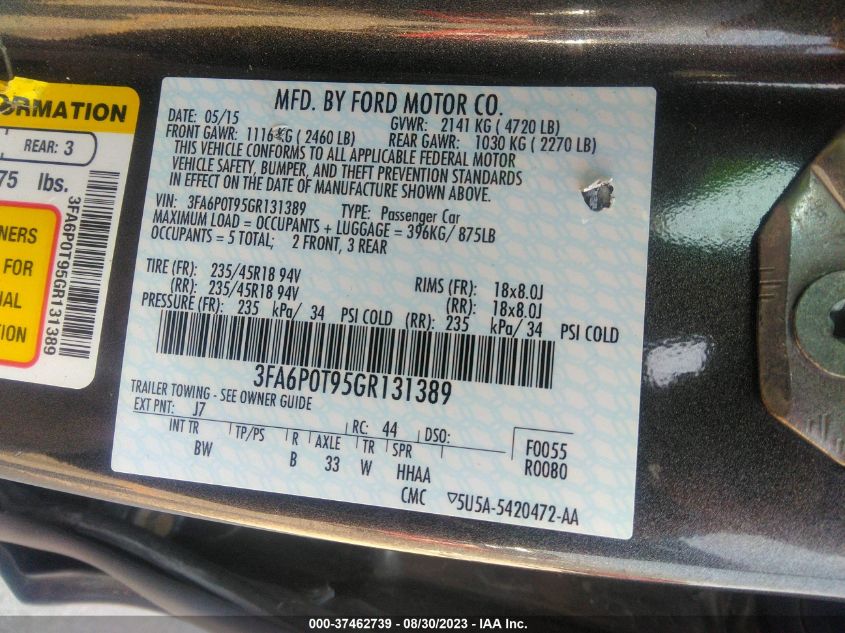 ORMATION
REAR: 3
75 lbs.
NERS
FOR
IAL
TION
3FA6P0T95GR131389
MFD. BY FORD MOTOR CO.
DATE: 05/15 GVWR: 2141 KG ( 4720 LB)
FRONT GAWR: 1116 KG ( 2460 LB) REAR GAWR: 1030 KG ( 2270 LB)
THIS VEHICLE CONFORMS TO ALL APPLICABLE FEDERAL MOTOR
VEHICLE SAFETY, BUMPER, AND THEFT PREVENTION STANDARDS
IN EFFECT ON THE DATE OF MANUFACTURE SHOWN ABOVE.
VIN: 3FA6P0T95GR131389 TYPE: Passenger Car
MAXIMUM LOAD = OCCUPANTS + LUGGAGE = 396KG/ 875LB
OCCUPANTS = 5 TOTAL; 2 FRONT, 3 REAR
TIRE (FR): 235/45R18 94V RIMS (FR): 18x8.0J
(RR): 235/45R18 94V (RR): 18x8.0J
PRESSURE (FR): 235 kPa/ 34 PSI COLD (RR): 235 kPa/ 34 PSI COLD
3FA6P0T95GR131389
TRAILER TOWING - SEE OWNER GUIDE
EXT PNT: J7 RC: 44 DSO: F0055
INT TR TP/PS R AXLE TR SPR R0080
BW B 33 W HHAA
CMC ▽5U5A-5420472-AA
000-37462739 - 08/30/2023 - IAA Inc.